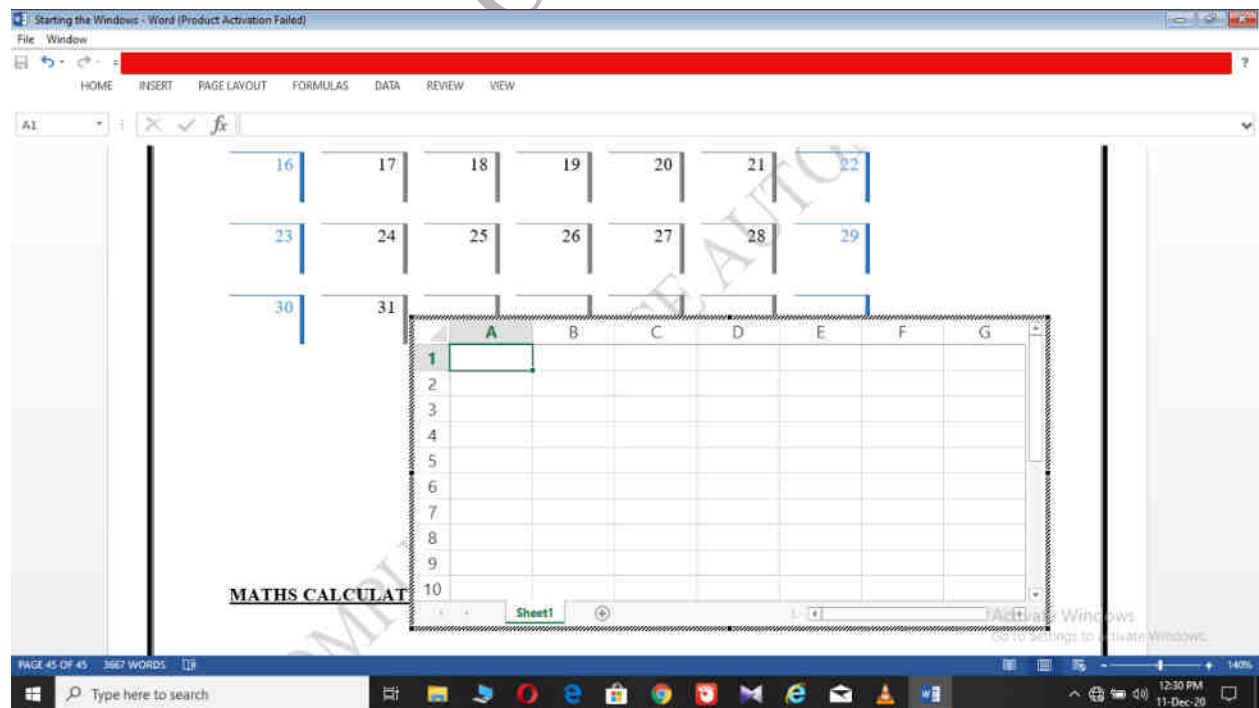 Starting the Windows - Word (Product Activation Failed)
File Window
?
HOME INSERT PAGE LAYOUT FORMULAS DATA REVIEW VIEW
A1 fx
16 17 18 19 20 21 22
23 24 25 26 27 28 29
30 31
A B C D E F G
1
2
3
4
5
6
7
8
9
10
MATHS CALCULAT
Sheet1
Activate Windows
Go to Settings to activate Windows.
PAGE 45 OF 45 3667 WORDS 140%
Type here to search
12:30 PM
11-Dec-20